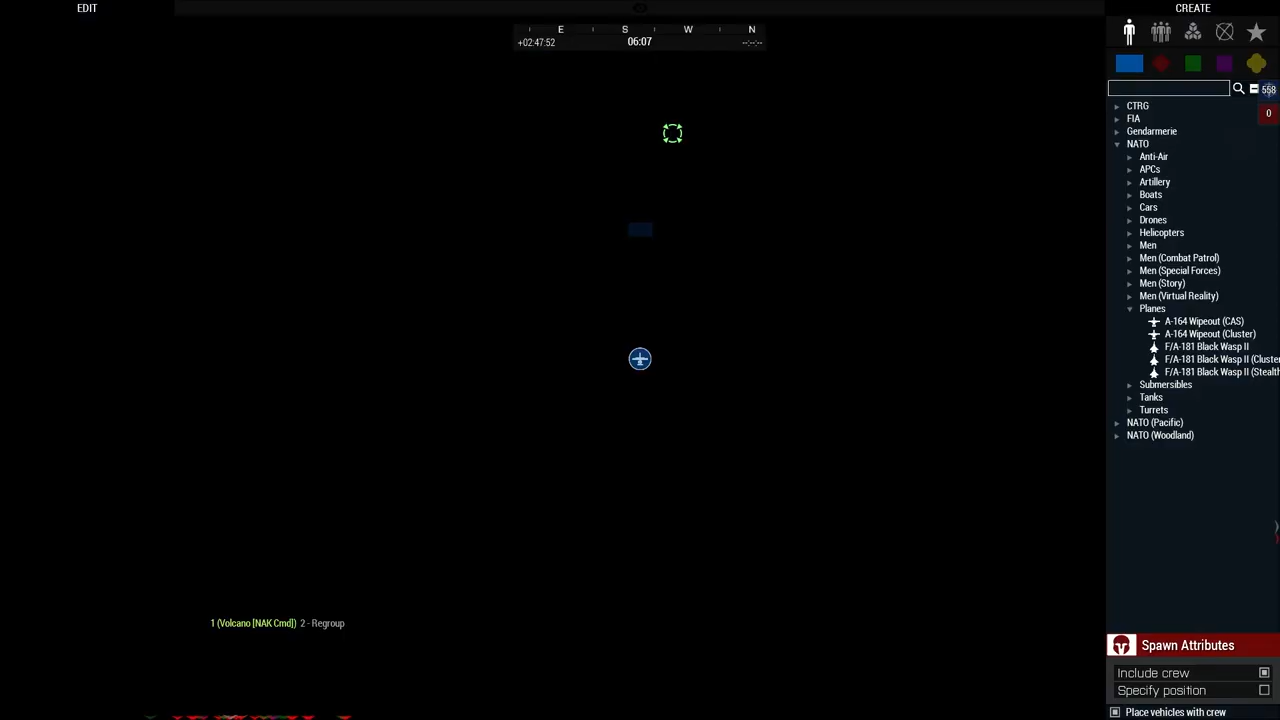 EDIT
CREATE
E S W N
+02:47:52 06:07 --:--:--
558
CTRG
0
FIA
Gendarmerie
NATO
Anti-Air
APCs
Artillery
Boats
Cars
Drones
Helicopters
Men
Men (Combat Patrol)
Men (Special Forces)
Men (Story)
Men (Virtual Reality)
Planes
A-164 Wipeout (CAS)
A-164 Wipeout (Cluster)
F/A-181 Black Wasp II
F/A-181 Black Wasp II (Cluste
F/A-181 Black Wasp II (Stealth
Submersibles
Tanks
Turrets
NATO (Pacific)
NATO (Woodland)
1 (Volcano [NAK Cmd]) 2 - Regroup
Spawn Attributes
Include crew
Specify position
Place vehicles with crew